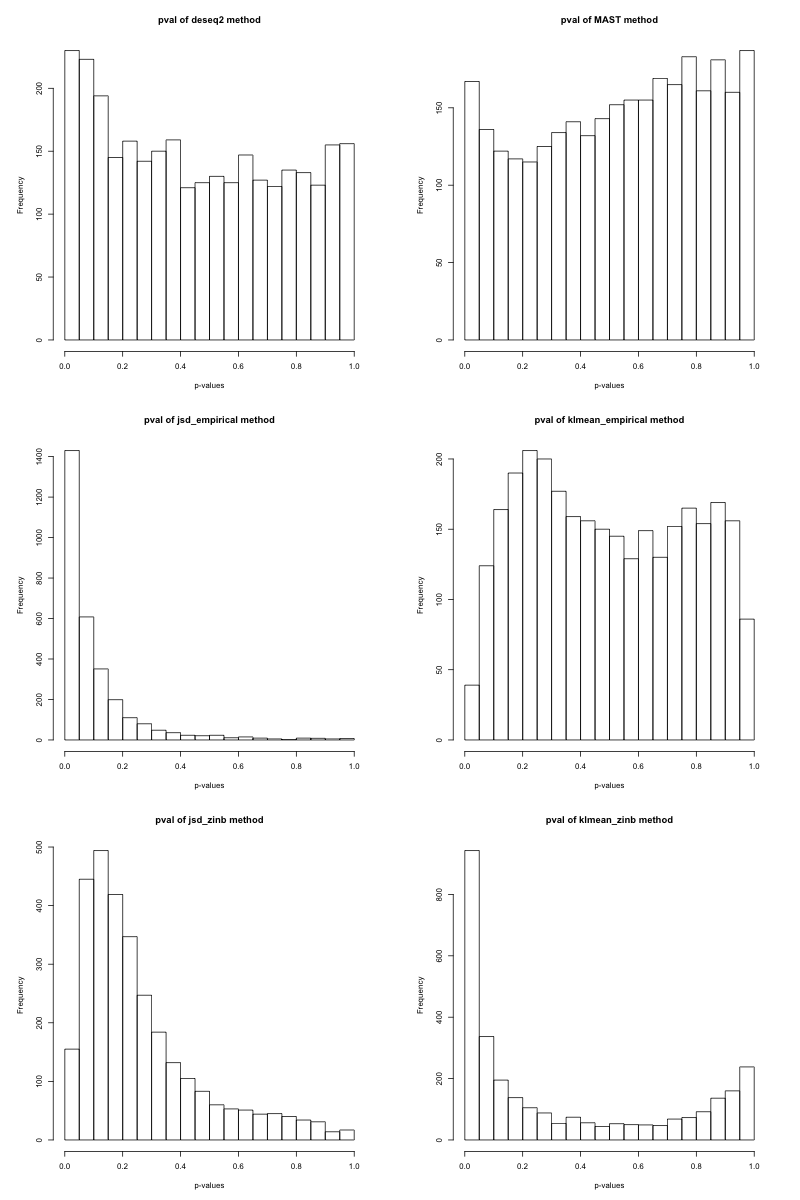 pval of deseq2 method
Frequency
0 50 100 150 200
0.0 0.2 0.4 0.6 0.8 1.0
p-values
pval of MAST method
Frequency
0 50 100 150
0.0 0.2 0.4 0.6 0.8 1.0
p-values
pval of jsd_empirical method
Frequency
0 200 400 600 800 1000 1200 1400
0.0 0.2 0.4 0.6 0.8 1.0
p-values
pval of klmean_empirical method
Frequency
0 50 100 150 200
0.0 0.2 0.4 0.6 0.8 1.0
p-values
pval of jsd_zinb method
Frequency
0 100 200 300 400 500
0.0 0.2 0.4 0.6 0.8 1.0
p-values
pval of klmean_zinb method
Frequency
0 200 400 600 800
0.0 0.2 0.4 0.6 0.8 1.0
p-values